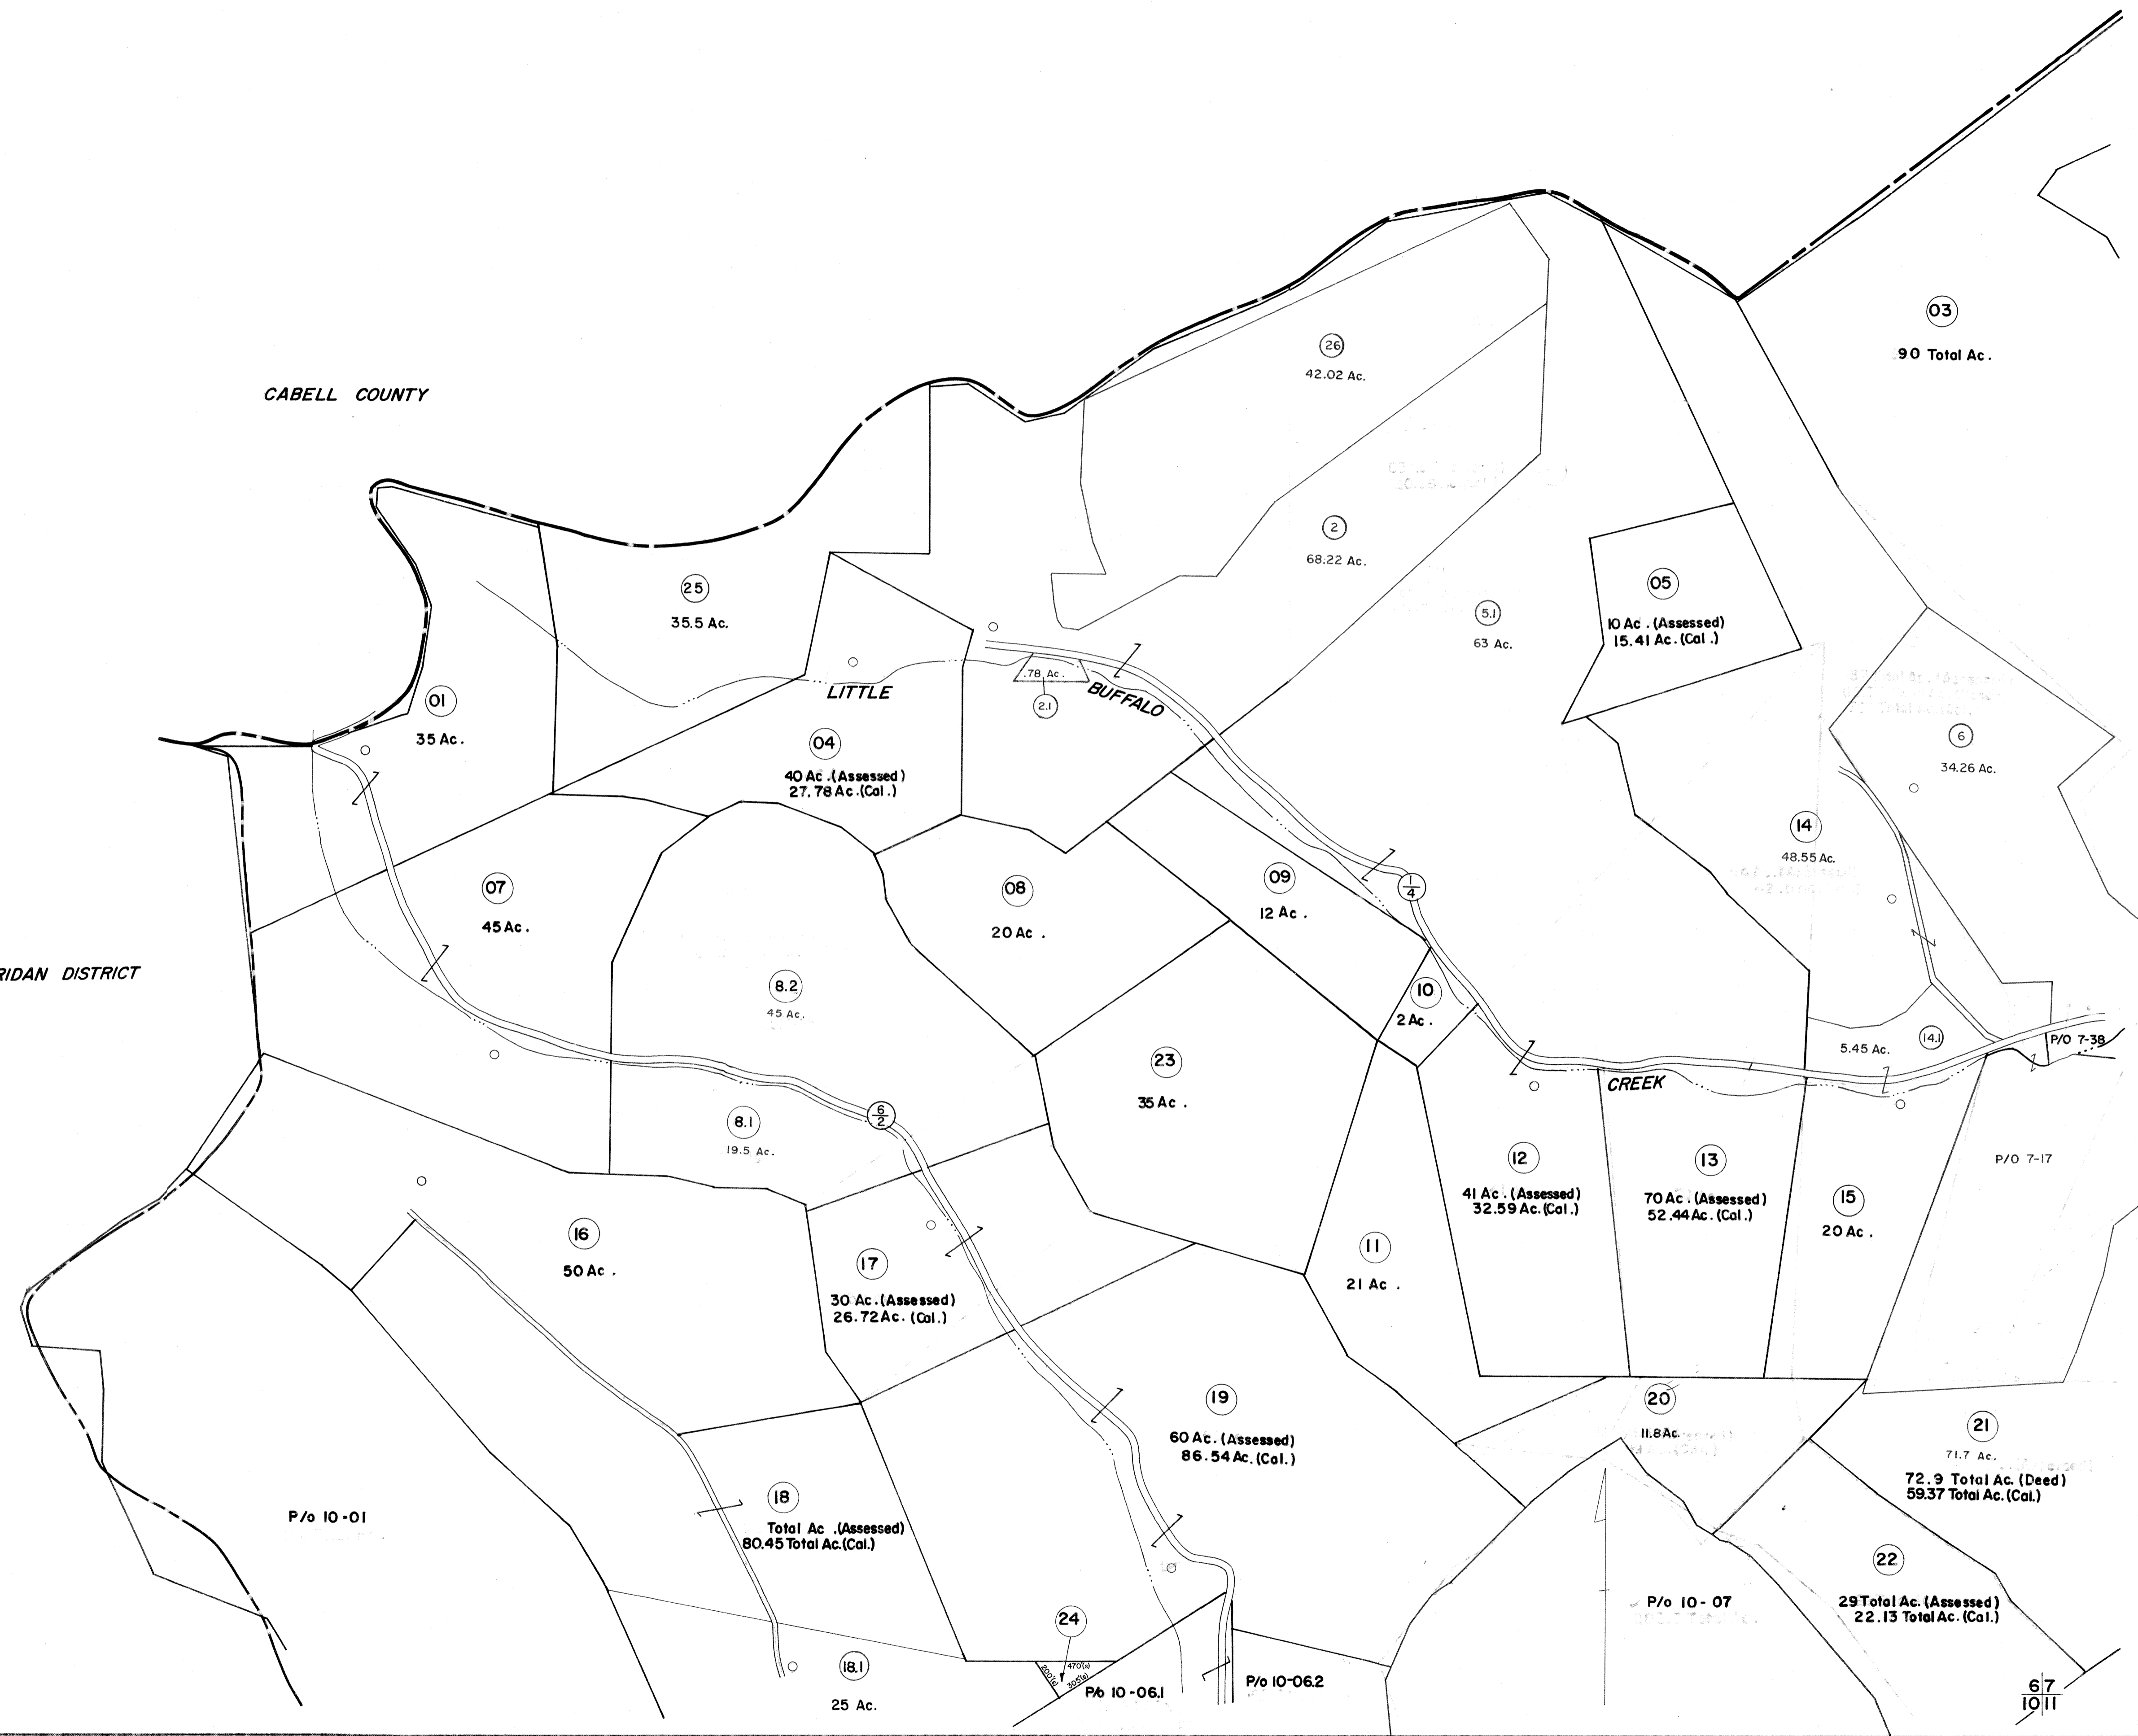 03
90 Total Ac.
26
42.02 Ac.
CABELL COUNTY
2
68.22 Ac.
25
35.5 Ac.
05
10 Ac. (Assessed)
15.41 Ac. (Cal.)
5.1
63 Ac.
.78 Ac.
2.1
LITTLE
BUFFALO
01
35 Ac.
04
40 Ac. (Assessed)
27.78 Ac. (Cal.)
6
34.26 Ac.
14
48.55 Ac.
07
45 Ac.
08
20 Ac.
09
12 Ac.
1
4
RIDAN DISTRICT
8.2
45 Ac.
10
2 Ac.
14.1
5.45 Ac.
P/O 7-38
23
35 Ac.
CREEK
6
2
8.1
19.5 Ac.
12
41 Ac. (Assessed)
32.59 Ac. (Cal.)
13
70 Ac. (Assessed)
52.44 Ac. (Cal.)
P/O 7-17
15
20 Ac.
16
50 Ac.
17
30 Ac. (Assessed)
26.72 Ac. (Cal.)
11
21 Ac.
19
60 Ac. (Assessed)
86.54 Ac. (Cal.)
20
11.8 Ac.
21
71.7 Ac.
72.9 Total Ac. (Deed)
59.37 Total Ac. (Cal.)
18
Total Ac. (Assessed)
80.45 Total Ac. (Cal.)
P/o 10-01
22
29 Total Ac. (Assessed)
22.13 Total Ac. (Cal.)
P/o 10-07
24
470'(s)
200'(s)
305'(s)
18.1
25 Ac.
P/o 10-06.1
P/o 10-06.2
6 7
10 11